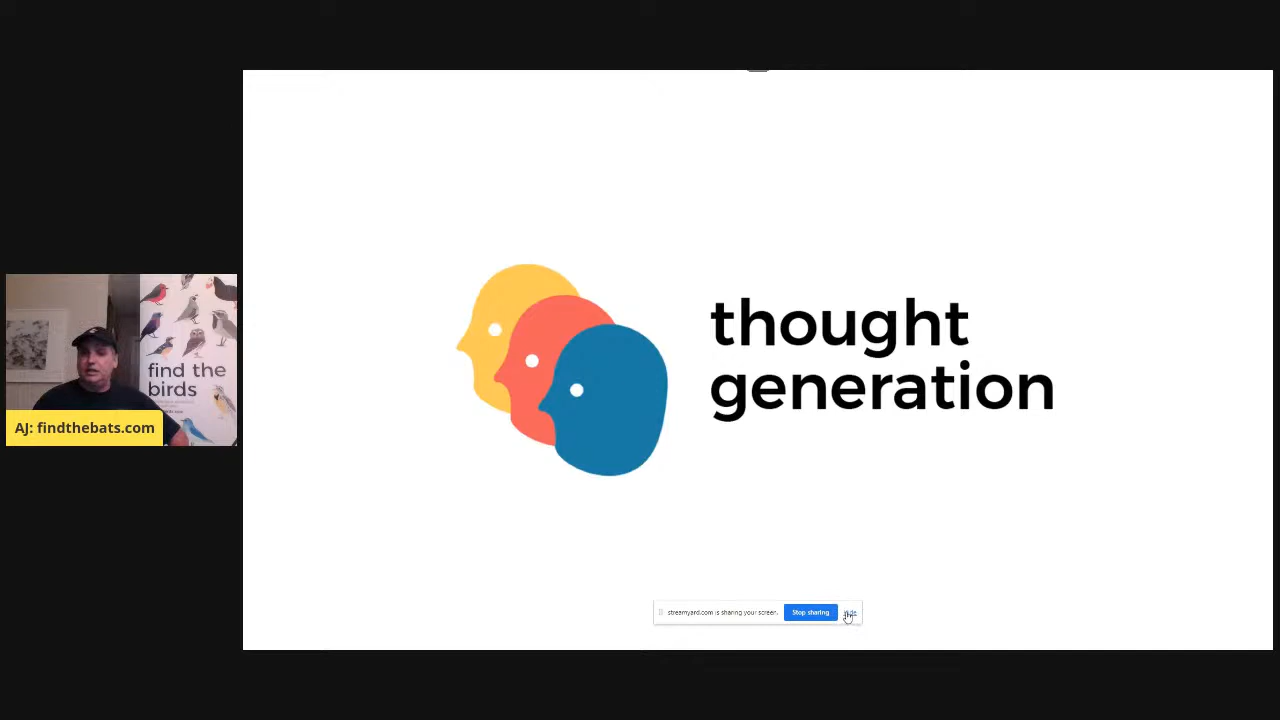 thought
generation
find the
birds
AJ: findthebats.com
streamyard.com is sharing your screen.
Stop sharing